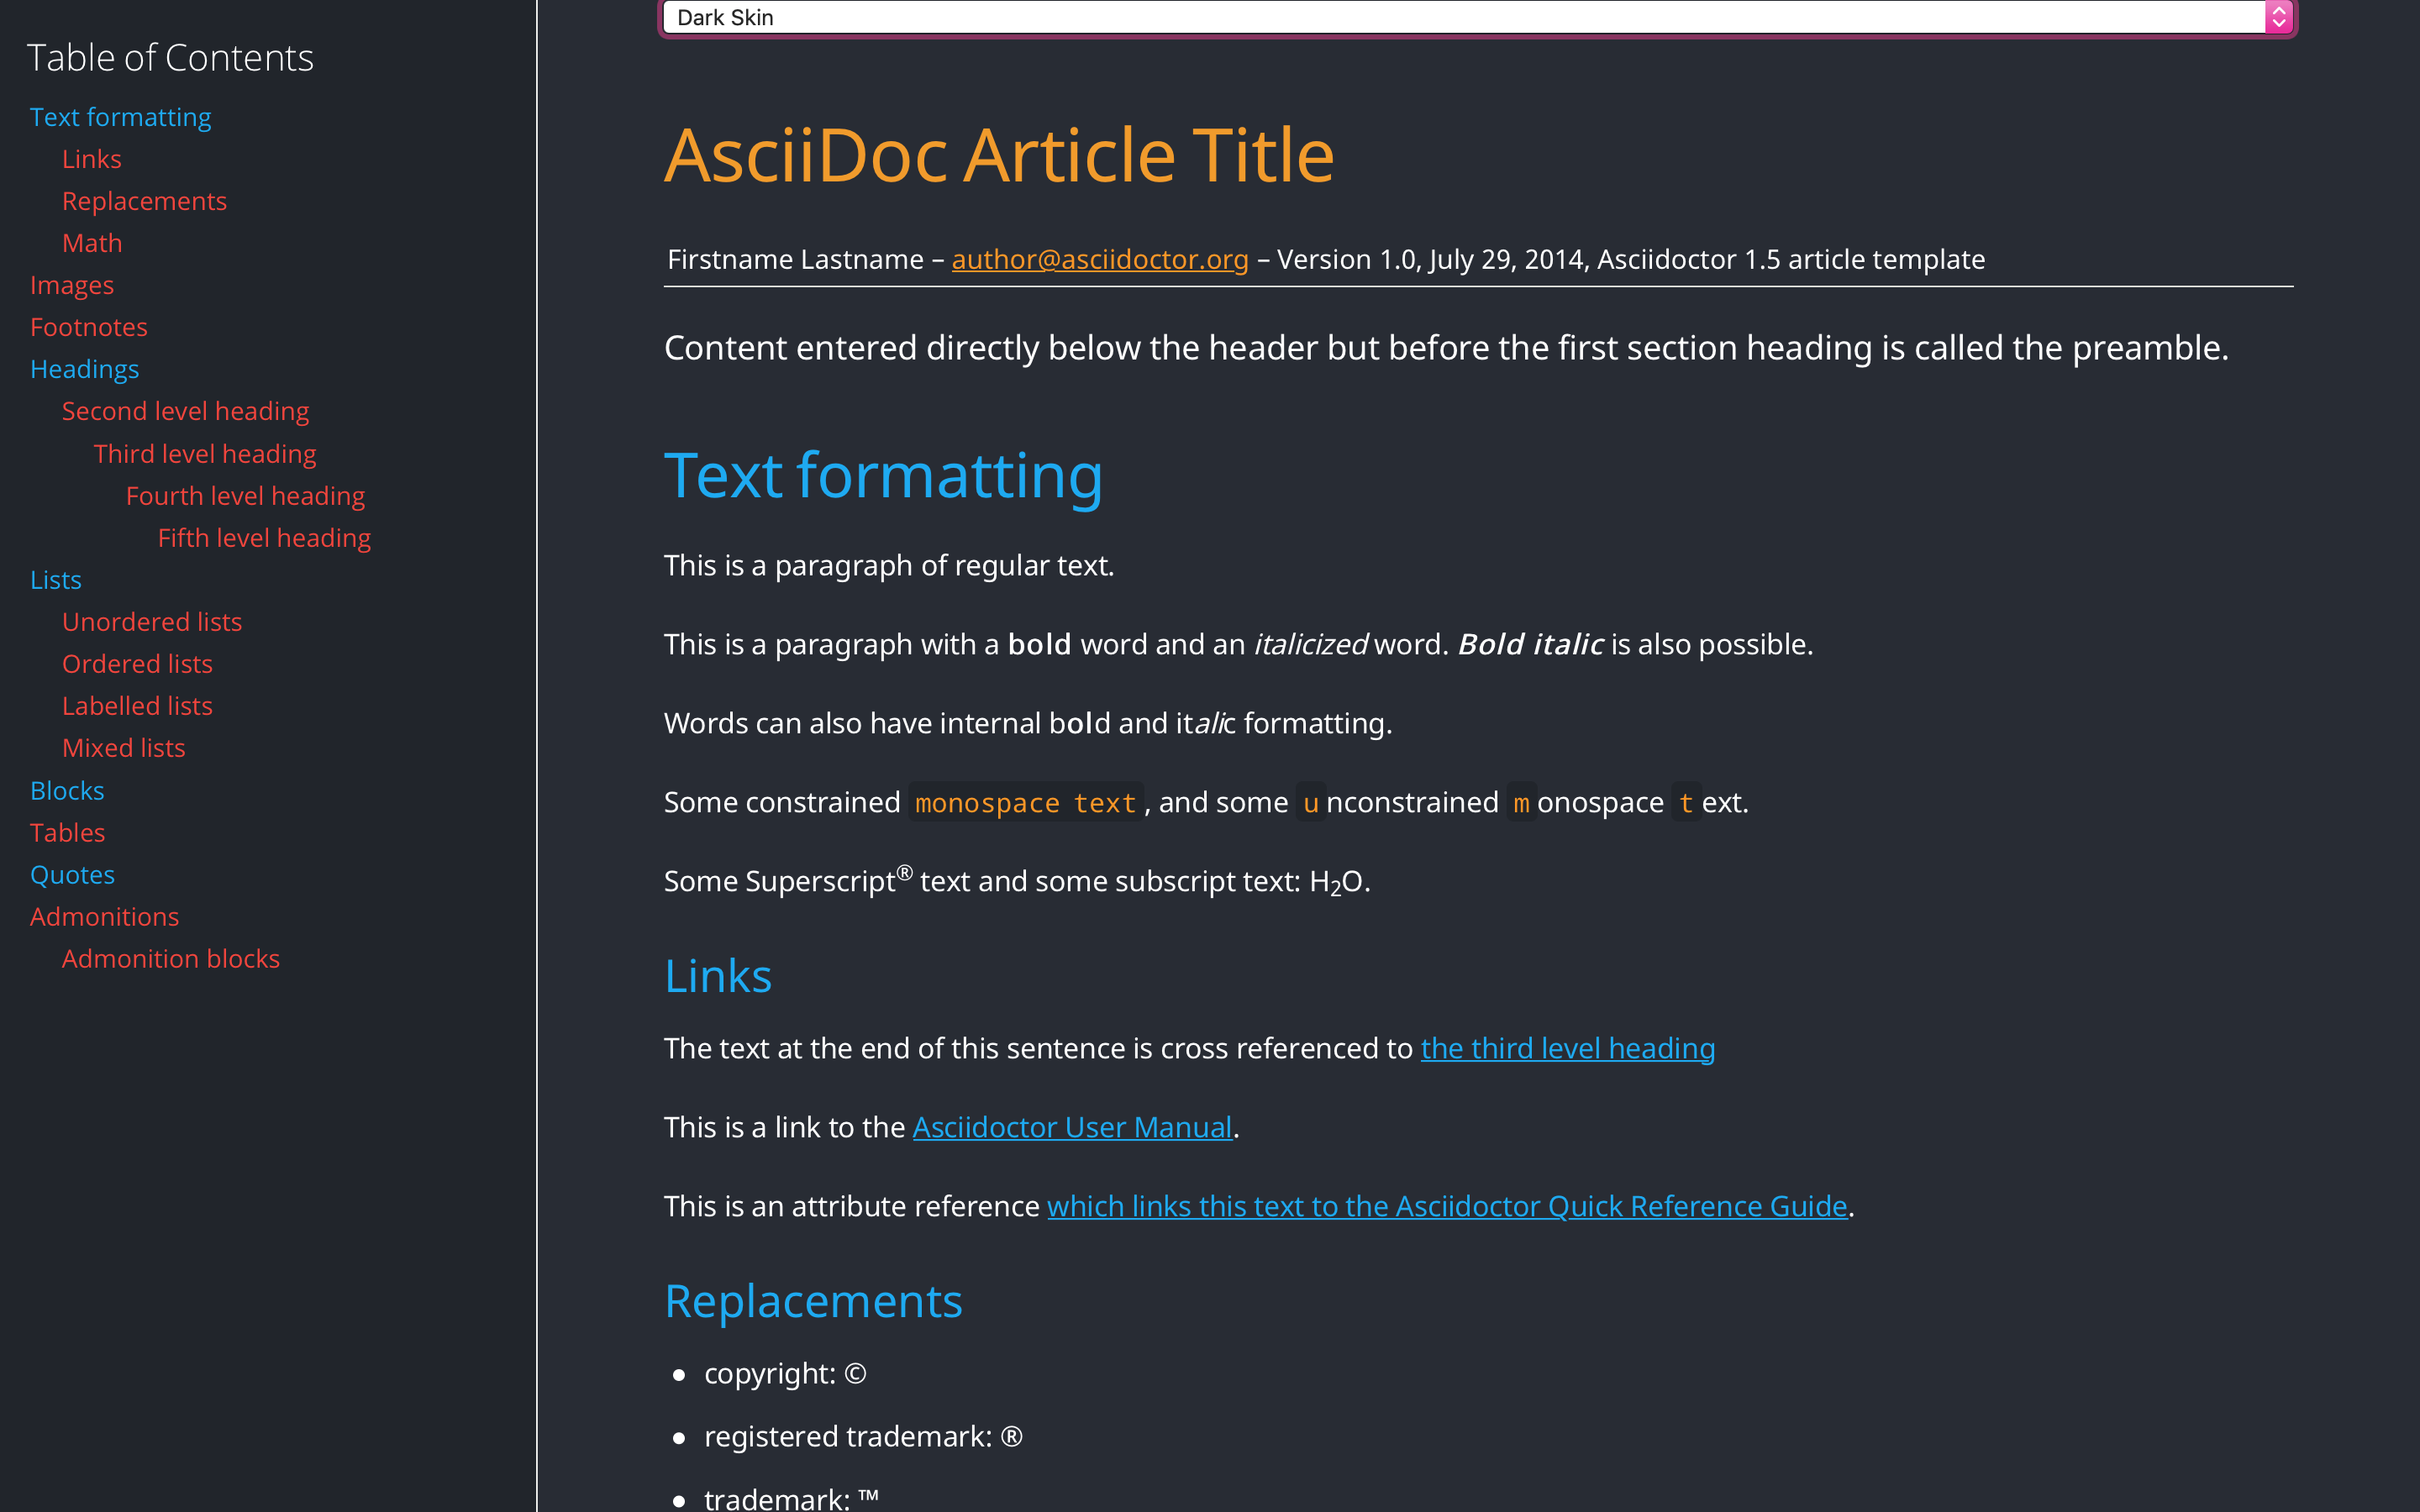 Table of Contents
Text formatting
Links
Replacements
Math
Images
Footnotes
Headings
Second level heading
Third level heading
Fourth level heading
Fifth level heading
Lists
Unordered lists
Ordered lists
Labelled lists
Mixed lists
Blocks
Tables
Quotes
Admonitions
Admonition blocks
Dark Skin
AsciiDoc Article Title
Firstname Lastname – author@asciidoctor.org – Version 1.0, July 29, 2014, Asciidoctor 1.5 article template
Content entered directly below the header but before the first section heading is called the preamble.
Text formatting
This is a paragraph of regular text.
This is a paragraph with a bold word and an italicized word. Bold italic is also possible.
Words can also have internal bold and italic formatting.
Some constrained monospace text, and some unconstrained monospace text.
Some Superscript® text and some subscript text: H₂O.
Links
The text at the end of this sentence is cross referenced to the third level heading
This is a link to the Asciidoctor User Manual.
This is an attribute reference which links this text to the Asciidoctor Quick Reference Guide.
Replacements
• copyright: ©
• registered trademark: ®
• trademark: ™